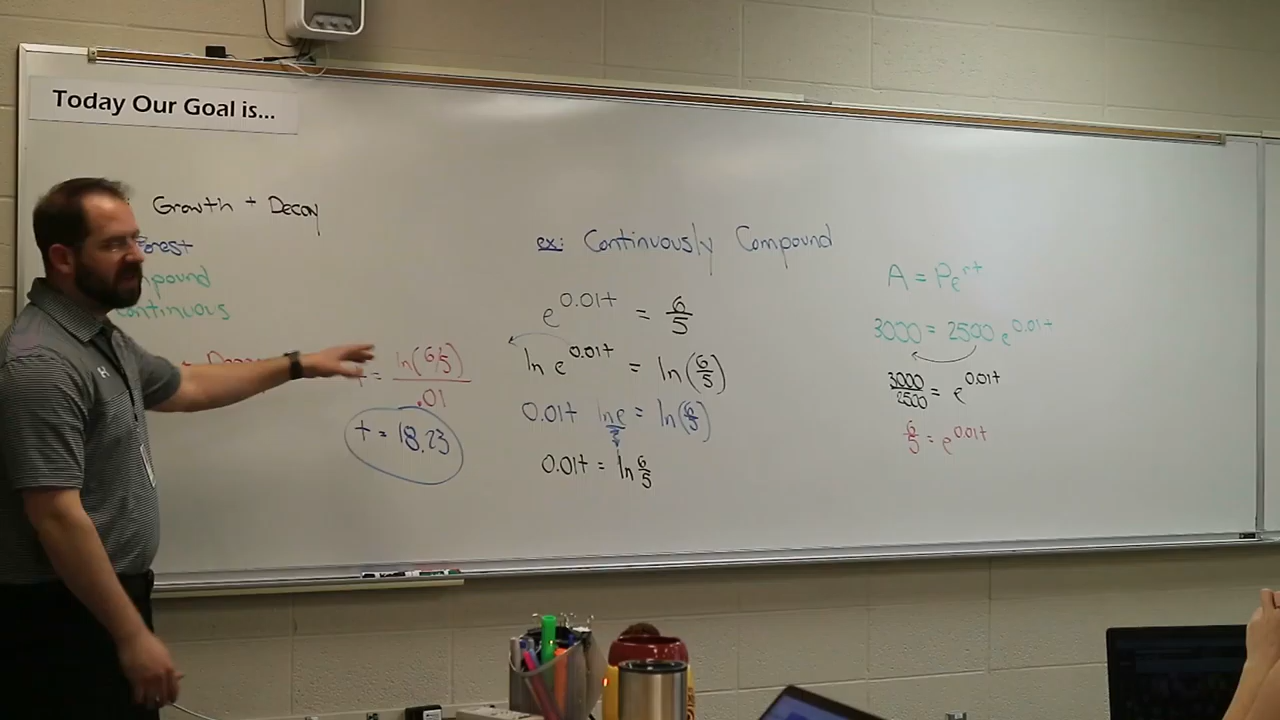 Today Our Goal is...
Growth + Decay
Forest
Compound
Continuous
ex: Continuously Compound
e^0.01t = 6/5
ln e^0.01t = ln(6/5)
0.01t ln e = ln(6/5)
0.01t = ln 6/5
t = ln(6/5)/.01
t = 18.23
A = Pe^rt
3000 = 2500 e^0.01t
3000/2500 = e^0.01t
6/5 = e^0.01t